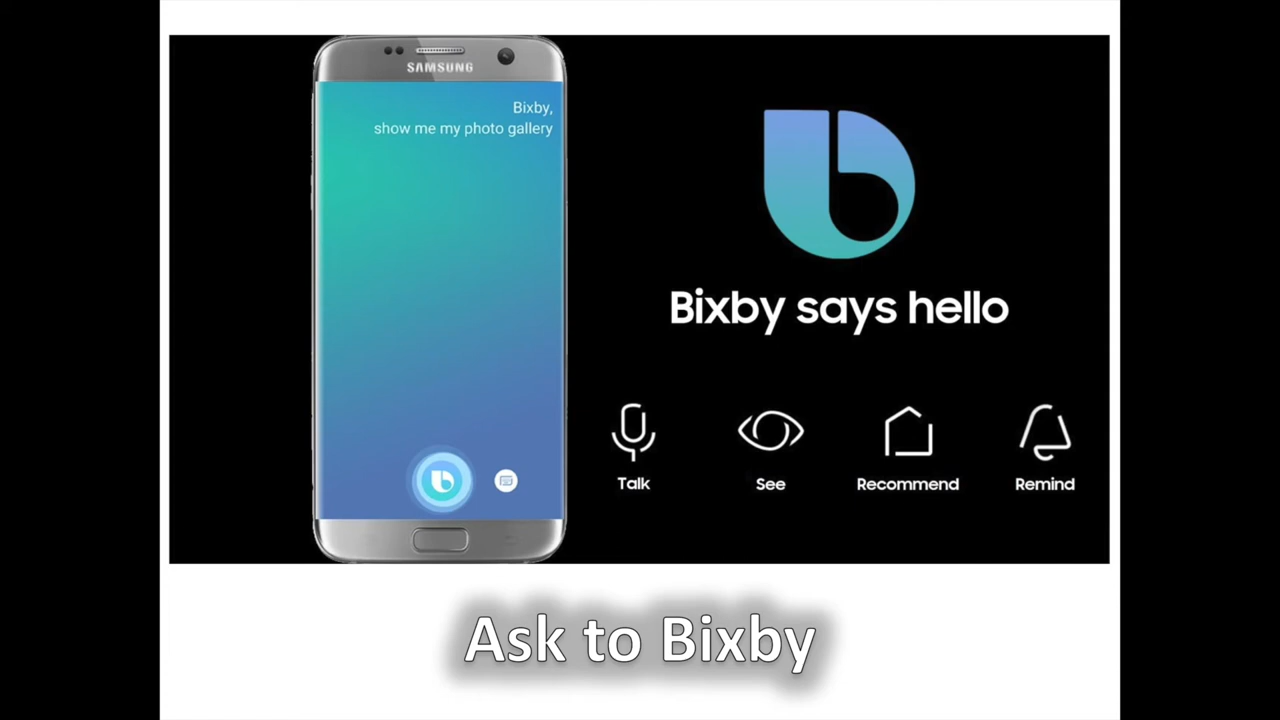 SAMSUNG
Bixby,
show me my photo gallery
Bixby says hello
Talk
See
Recommend
Remind
Ask to Bixby